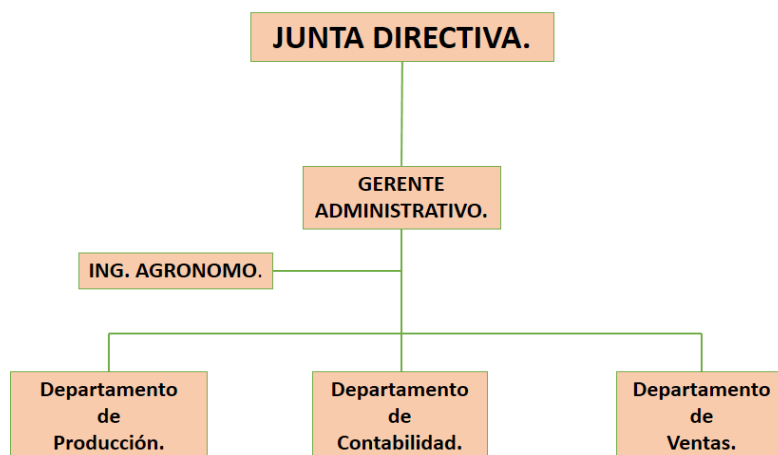 JUNTA DIRECTIVA.
GERENTE
ADMINISTRATIVO.
ING. AGRONOMO.
Departamento
de
Producción.
Departamento
de
Contabilidad.
Departamento
de
Ventas.